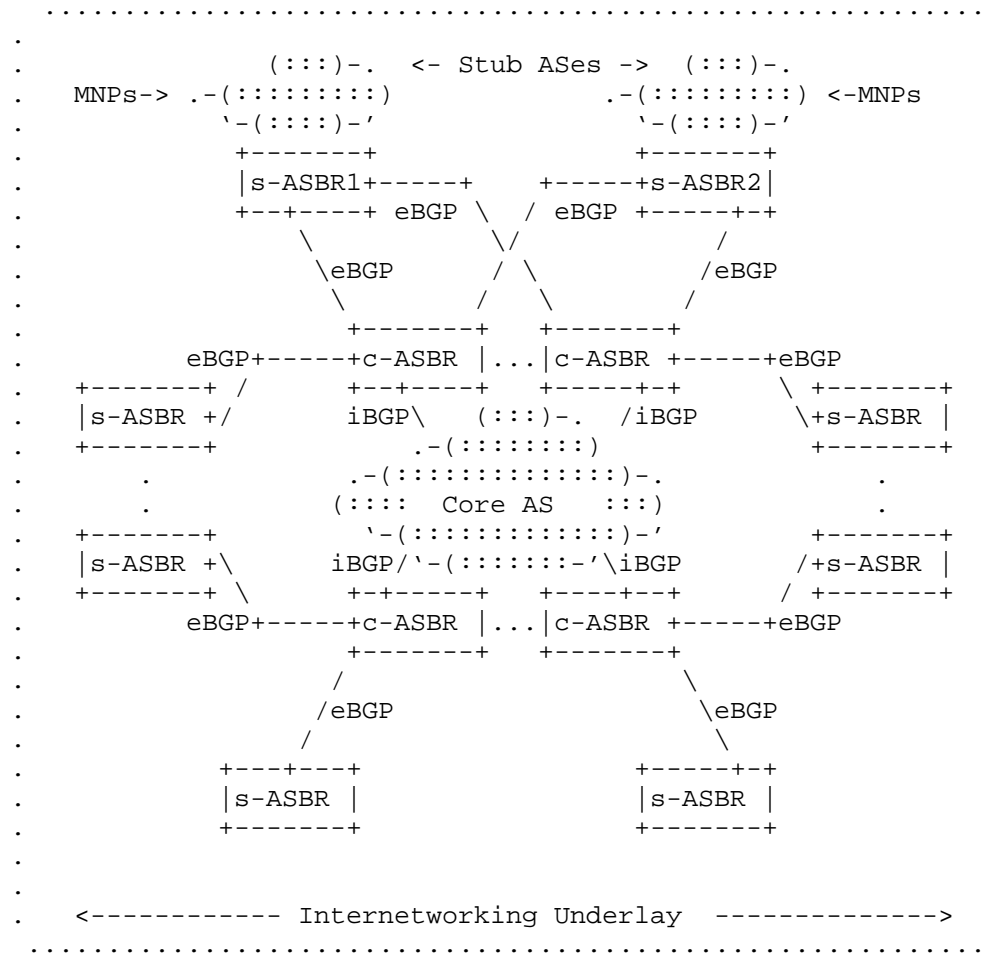 . . . . . . . . . . . . . . . . . . . . . . . . . . . . . . . . . . . . . . . . . . . . . . . . . . . . . . . . . . .
.
.               (:::)-.  <- Stub ASes ->  (:::)-.
.   MNPs-> .-(:::::::::)              .-(:::::::::) <-MNPs
.            `-(::::)-'                `-(::::)-'
.             +-------+                +-------+
.             |s-ASBR1+-----+    +-----+s-ASBR2|
.             +--+----+ eBGP \  / eBGP +-----+-+
.                 \           \/            /
.                  \eBGP      / \          /eBGP
.                   \        /   \        /
.                    +-------+   +-------+
.          eBGP+-----+c-ASBR |...|c-ASBR +-----+eBGP
.   +-------+ /      +--+----+   +-----+-+      \ +-------+
.   |s-ASBR +/       iBGP\   (:::)-.  /iBGP      \+s-ASBR |
.   +-------+            .-(::::::::)             +-------+
.       .            .-(::::::::::::::)-.             .
.       .           (::::  Core AS   :::)             .
.   +-------+         `-(:::::::::::::)-'         +-------+
.   |s-ASBR +\      iBGP/`-(:::::::-'\iBGP       /+s-ASBR |
.   +-------+ \      +-+-----+   +----+--+      / +-------+
.          eBGP+-----+c-ASBR |...|c-ASBR +-----+eBGP
.                    +-------+   +-------+
.                   /                     \
.                  /eBGP                   \eBGP
.                 /                         \
.            +---+---+                 +-----+-+
.            |s-ASBR |                 |s-ASBR |
.            +-------+                 +-------+
.
.
.   <------------ Internetworking Underlay  -------------->
. . . . . . . . . . . . . . . . . . . . . . . . . . . . . . . . . . . . . . . . . . . . . . . . . . . . . . . . . . .